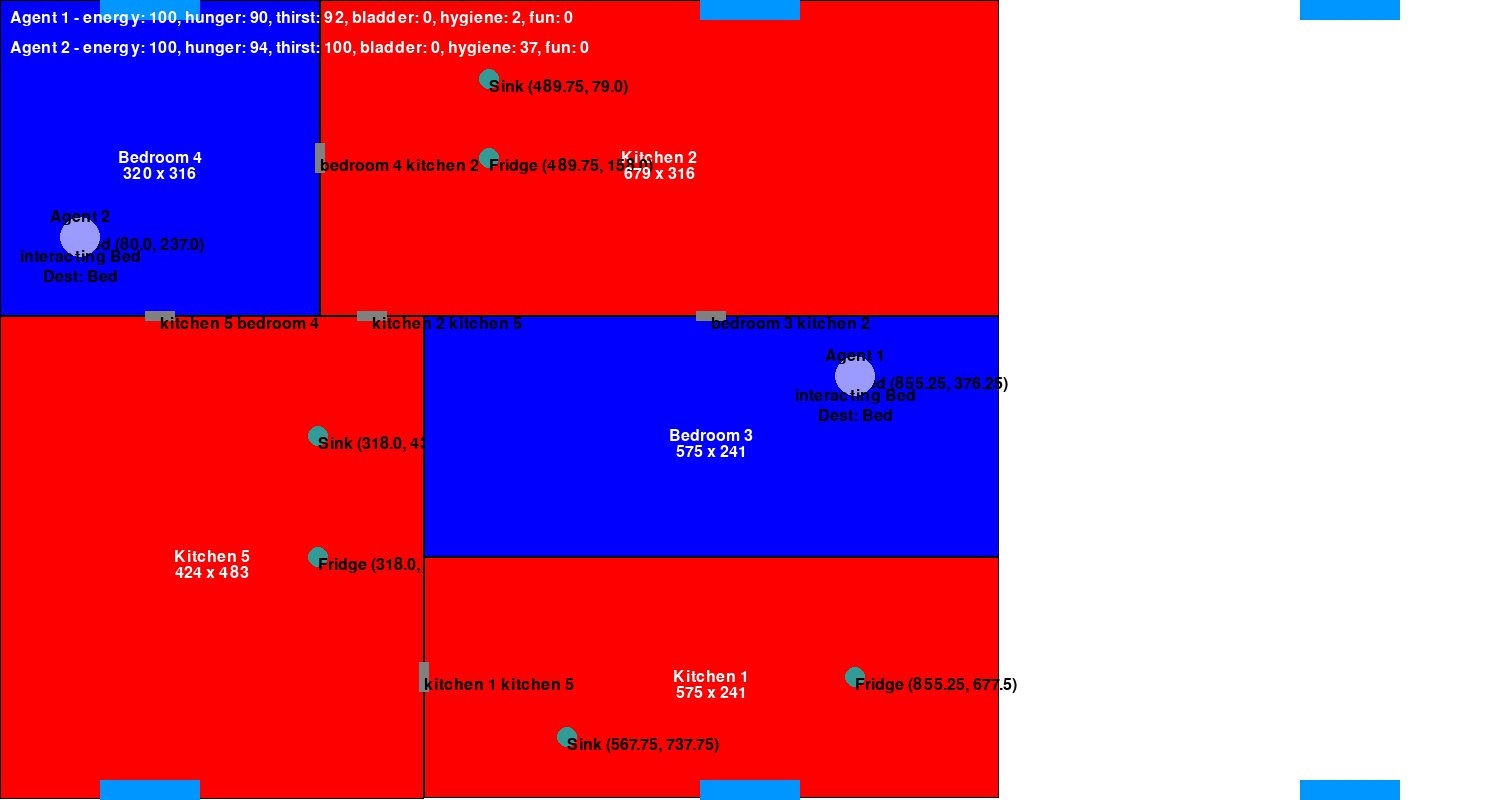 Agent 1 - energy: 100, hunger: 90, thirst: 92, bladder: 0, hygiene: 2, fun: 0
Agent 2 - energy: 100, hunger: 94, thirst: 100, bladder: 0, hygiene: 37, fun: 0
Sink (489.75, 79.0)
Bedroom 4
320 x 316
bedroom 4 kitchen 2
Fridge (489.75,
Kitchen 2
679 x 316
Agent 2
(80.0, 237.0)
interacting Bed
Dest: Bed
kitchen 5 bedroom 4
kitchen 2 kitchen 5
bedroom 3 kitchen 2
Agent 1
(855.25, 376.25)
interacting Bed
Dest: Bed
Sink (318.0,
Bedroom 3
575 x 241
Kitchen 5
424 x 483
Fridge (318.0,
Kitchen 1
575 x 241
kitchen 1 kitchen 5
Fridge (855.25, 677.5)
Sink (567.75, 737.75)